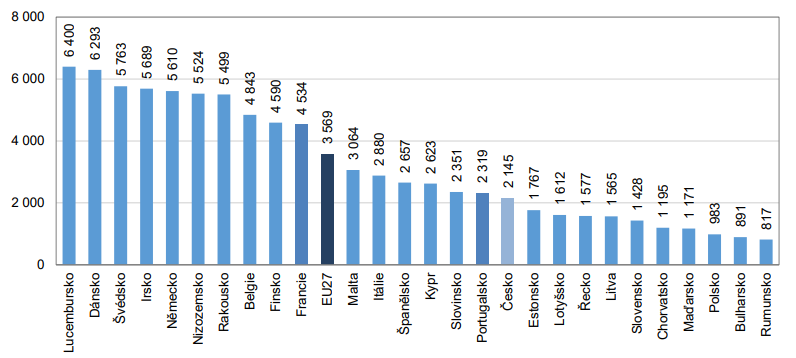 8 000
6 000
4 000
2 000
0
6 400
6 293
5 763
5 689
5 610
5 524
5 499
4 843
4 590
4 534
3 569
3 064
2 880
2 657
2 623
2 351
2 319
2 145
1 767
1 612
1 577
1 565
1 428
1 195
1 171
983
891
817
Lucembursko
Dánsko
Švédsko
Irsko
Německo
Nizozemsko
Rakousko
Belgie
Finsko
Francie
EU27
Malta
Itálie
Španělsko
Kypr
Slovinsko
Portugalsko
Česko
Estonsko
Lotyšsko
Řecko
Litva
Slovensko
Chorvatsko
Maďarsko
Polsko
Bulharsko
Rumunsko